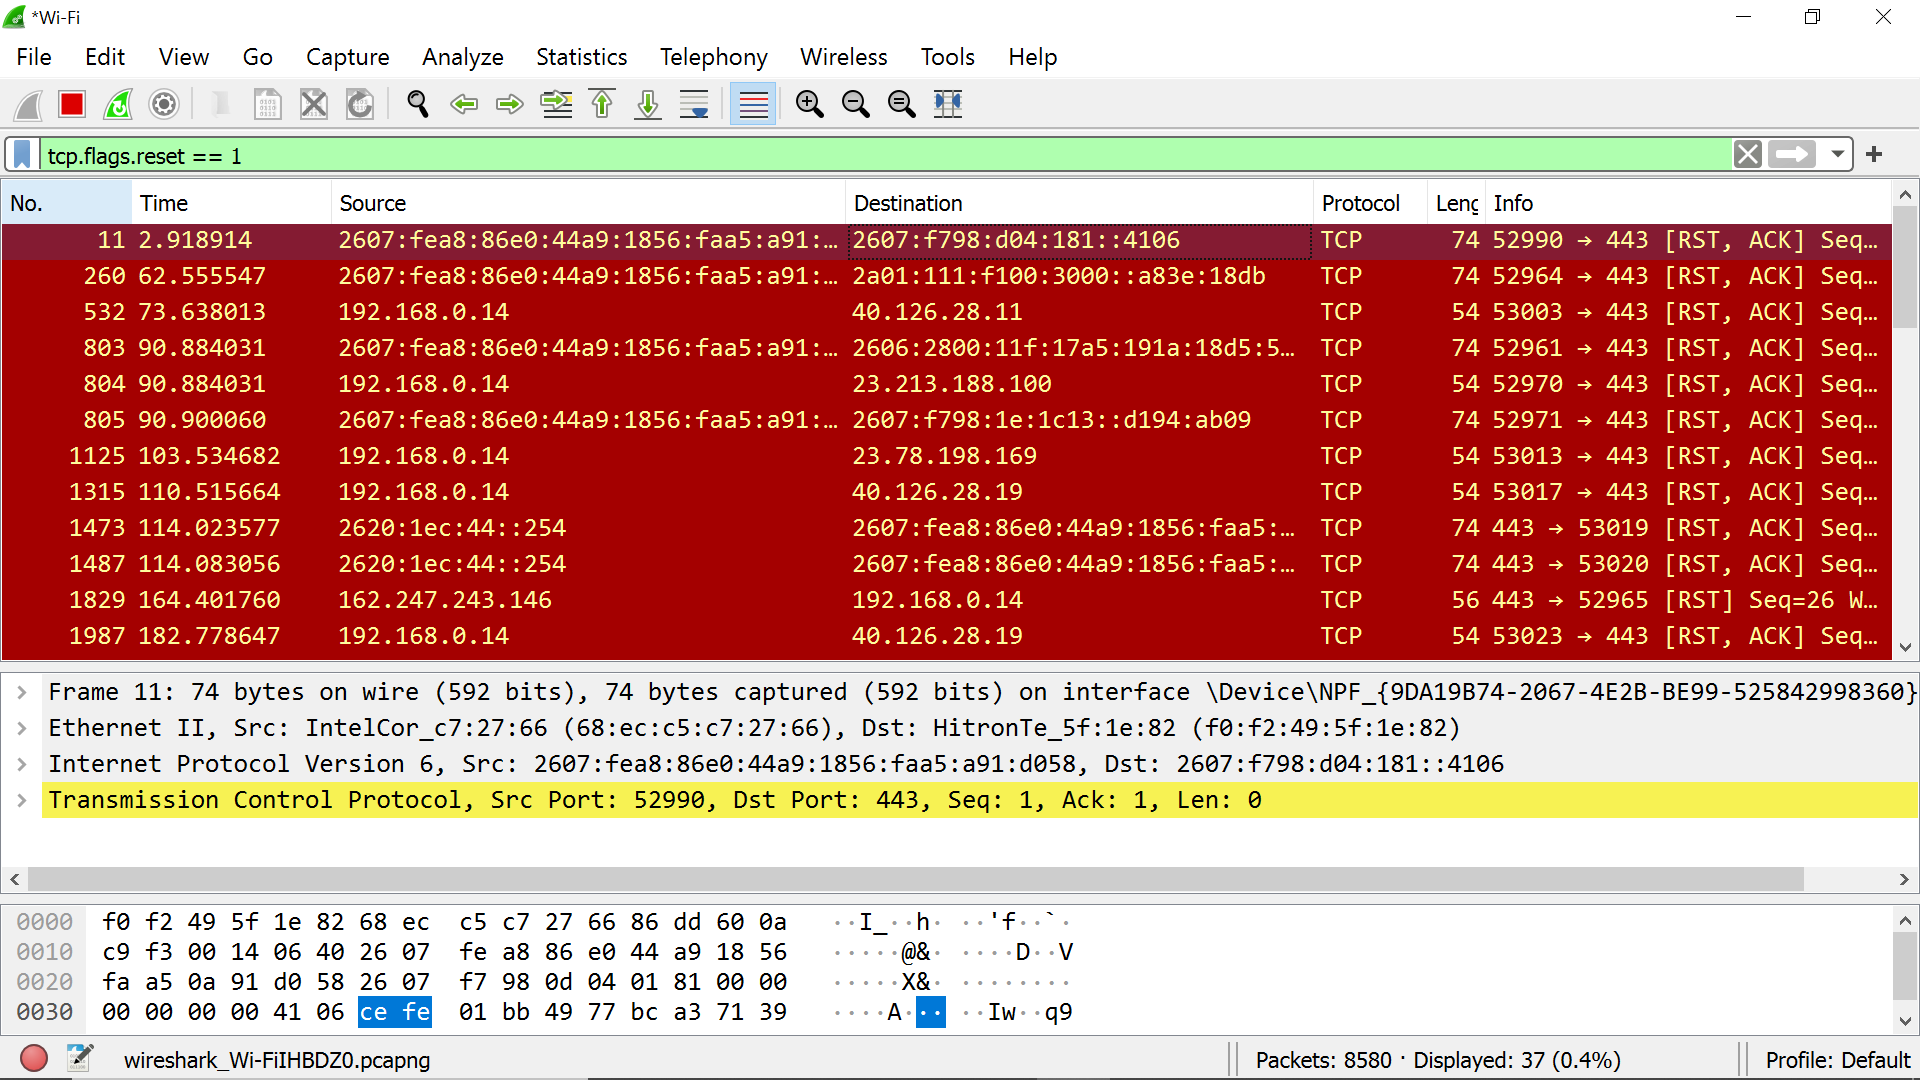 *Wi-Fi
File Edit View Go Capture Analyze Statistics Telephony Wireless Tools Help
tcp.flags.reset == 1
No. Time Source Destination Protocol Leng Info
11 2.918914 2607:fea8:86e0:44a9:1856:faa5:a91:… 2607:f798:d04:181::4106 TCP 74 52990 → 443 [RST, ACK] Seq…
260 62.555547 2607:fea8:86e0:44a9:1856:faa5:a91:… 2a01:111:f100:3000::a83e:18db TCP 74 52964 → 443 [RST, ACK] Seq…
532 73.638013 192.168.0.14 40.126.28.11 TCP 54 53003 → 443 [RST, ACK] Seq…
803 90.884031 2607:fea8:86e0:44a9:1856:faa5:a91:… 2606:2800:11f:17a5:191a:18d5:5… TCP 74 52961 → 443 [RST, ACK] Seq…
804 90.884031 192.168.0.14 23.213.188.100 TCP 54 52970 → 443 [RST, ACK] Seq…
805 90.900060 2607:fea8:86e0:44a9:1856:faa5:a91:… 2607:f798:1e:1c13::d194:ab09 TCP 74 52971 → 443 [RST, ACK] Seq…
1125 103.534682 192.168.0.14 23.78.198.169 TCP 54 53013 → 443 [RST, ACK] Seq…
1315 110.515664 192.168.0.14 40.126.28.19 TCP 54 53017 → 443 [RST, ACK] Seq…
1473 114.023577 2620:1ec:44::254 2607:fea8:86e0:44a9:1856:faa5:… TCP 74 443 → 53019 [RST, ACK] Seq…
1487 114.083056 2620:1ec:44::254 2607:fea8:86e0:44a9:1856:faa5:… TCP 74 443 → 53020 [RST, ACK] Seq…
1829 164.401760 162.247.243.146 192.168.0.14 TCP 56 443 → 52965 [RST] Seq=26 W…
1987 182.778647 192.168.0.14 40.126.28.19 TCP 54 53023 → 443 [RST, ACK] Seq…
Frame 11: 74 bytes on wire (592 bits), 74 bytes captured (592 bits) on interface \Device\NPF_{9DA19B74-2067-4E2B-BE99-525842998360}
Ethernet II, Src: IntelCor_c7:27:66 (68:ec:c5:c7:27:66), Dst: HitronTe_5f:1e:82 (f0:f2:49:5f:1e:82)
Internet Protocol Version 6, Src: 2607:fea8:86e0:44a9:1856:faa5:a91:d058, Dst: 2607:f798:d04:181::4106
Transmission Control Protocol, Src Port: 52990, Dst Port: 443, Seq: 1, Ack: 1, Len: 0
0000 f0 f2 49 5f 1e 82 68 ec c5 c7 27 66 86 dd 60 0a ··I_··h· ··'f··`·
0010 c9 f3 00 14 06 40 26 07 fe a8 86 e0 44 a9 18 56 ·····@&· ····D··V
0020 fa a5 0a 91 d0 58 26 07 f7 98 0d 04 01 81 00 00 ·····X&· ········
0030 00 00 00 00 41 06 ce fe 01 bb 49 77 bc a3 71 39 ····A··· ··Iw··q9
wireshark_Wi-FiIHBDZ0.pcapng Packets: 8580 · Displayed: 37 (0.4%) Profile: Default